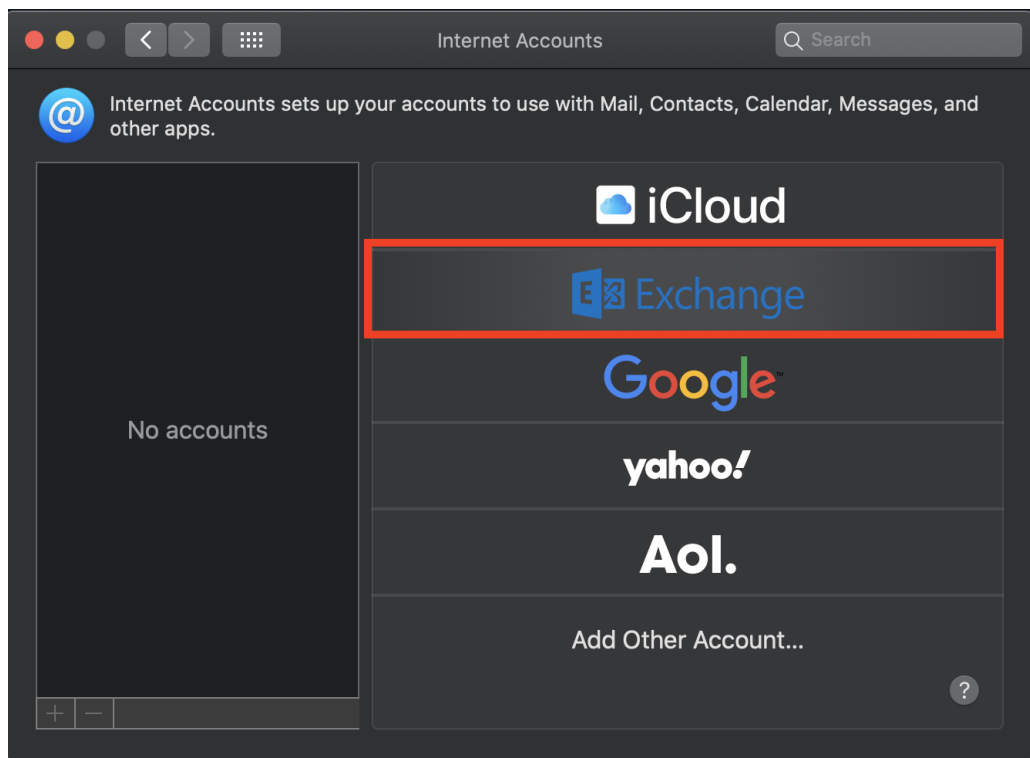 Internet Accounts
Search
@
Internet Accounts sets up your accounts to use with Mail, Contacts, Calendar, Messages, and
other apps.
iCloud
E Exchange
Google™
No accounts
yahoo!
Aol.
Add Other Account...
?
+ −